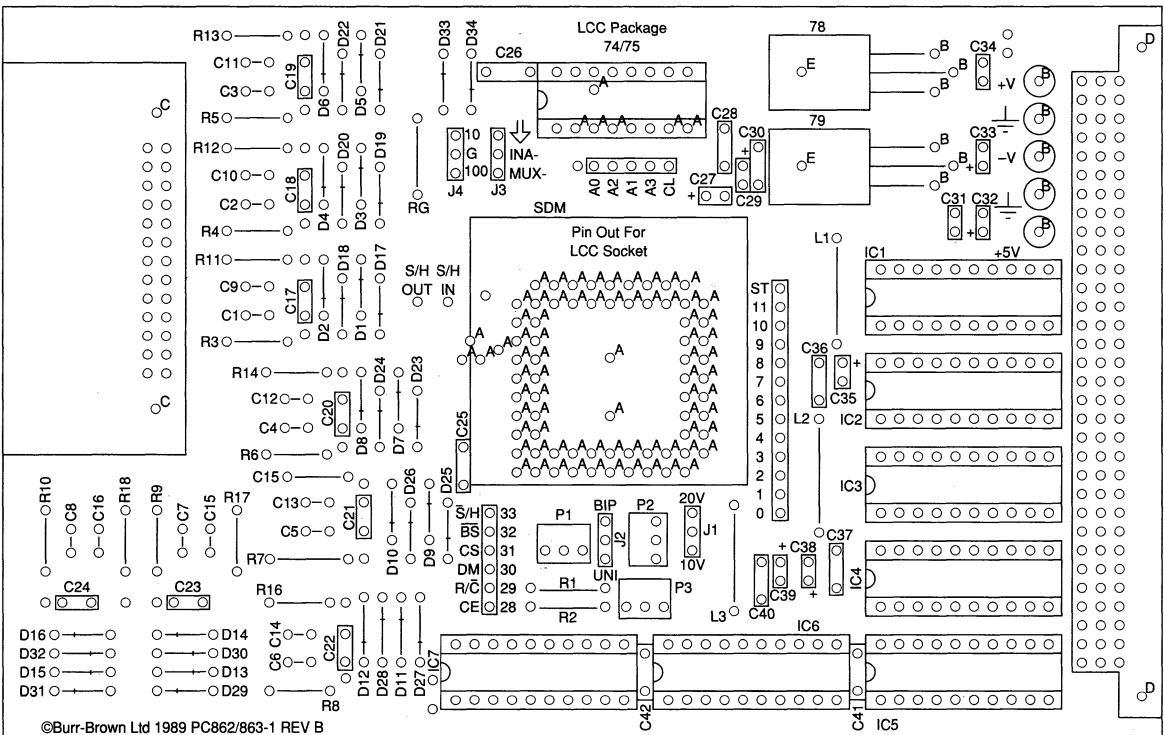 LCC Package
74/75
78
79
R13
C11
C3
R5
C19
D6
D22
D5
D21
D33
D34
C26
A
A A A A A
E
B
B
B
C34
+V
B
D
C
R12
C10
C2
R4
C18
D4
D20
D3
D19
RG
10
G
100
J4
INA-
MUX-
J3
A0
A2
A1
A3
CL
C28
C30
+
C29
C27
+
E
B
B
B
C33
+
–V
B
B
B
B
C31
C32
+
+5V
SDM
Pin Out For
LCC Socket
R11
C9
C1
R3
C17
D2
D18
D1
D17
S/H
OUT
S/H
IN
A A A A A A A A A
A
A
A
L1
IC1
ST
11
10
9
8
7
6
5
4
3
2
1
0
C36
C35
+
L2
IC2
IC3
C
R14
C12
C4
R6
C20
D8
D24
D7
D23
C25
C15
C13
C5
R7
C21
D10
D26
D9
D25
R10
C8
C16
R18
R9
C7
C15
R17
C24
C23
S/H 33
BS 32
CS 31
DM 30
R/C 29
CE 28
P1
BIP
J2
UNI
P2
20V
J1
10V
R1
R2
P3
L3
C40
+
C39
C38
+
C37
IC4
R16
C14
C6
C22
R8
D12
D28
D11
D27
D16
D32
D15
D31
D14
D30
D13
D29
IC7
C42
IC6
C41
IC5
D
©Burr-Brown Ltd 1989 PC862/863-1 REV B